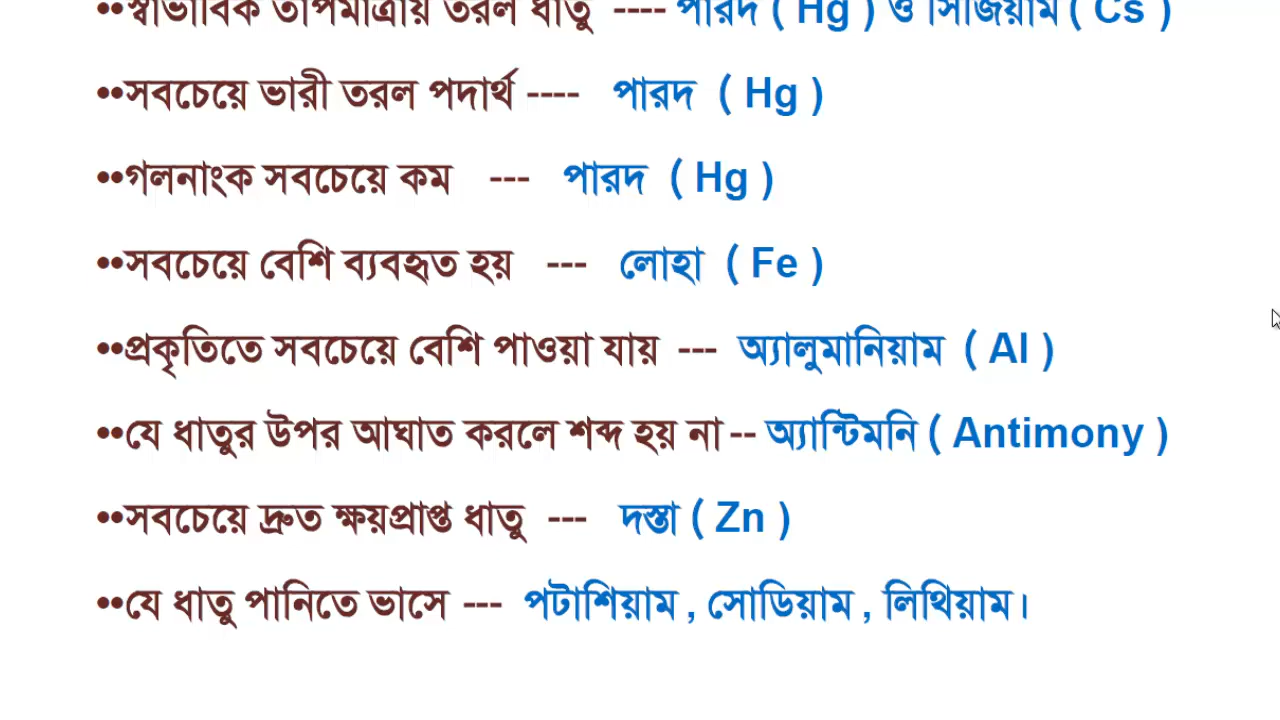 ••স্বাভাবিক তাপমাত্রায় তরল ধাতু ---- পারদ ( Hg ) ও সিজিয়াম ( Cs )
••সবচেয়ে ভারী তরল পদার্থ ---- পারদ ( Hg )
••গলনাংক সবচেয়ে কম --- পারদ ( Hg )
••সবচেয়ে বেশি ব্যবহৃত হয় --- লোহা ( Fe )
••প্রকৃতিতে সবচেয়ে বেশি পাওয়া যায় --- অ্যালুমানিয়াম ( Al )
••যে ধাতুর উপর আঘাত করলে শব্দ হয় না -- অ্যান্টিমনি ( Antimony )
••সবচেয়ে দ্রুত ক্ষয়প্রাপ্ত ধাতু --- দস্তা ( Zn )
••যে ধাতু পানিতে ভাসে --- পটাশিয়াম , সোডিয়াম , লিথিয়াম।